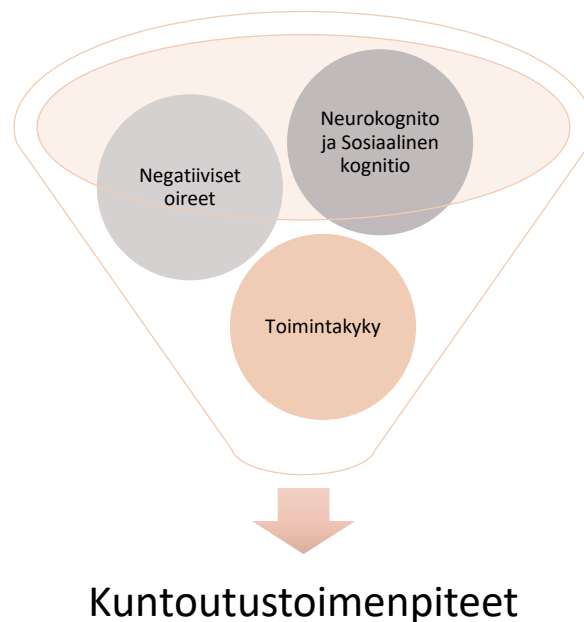 Neurokognito
ja Sosiaalinen
kognitio
Negatiiviset
oireet
Toimintakyky
Kuntoutustoimenpiteet